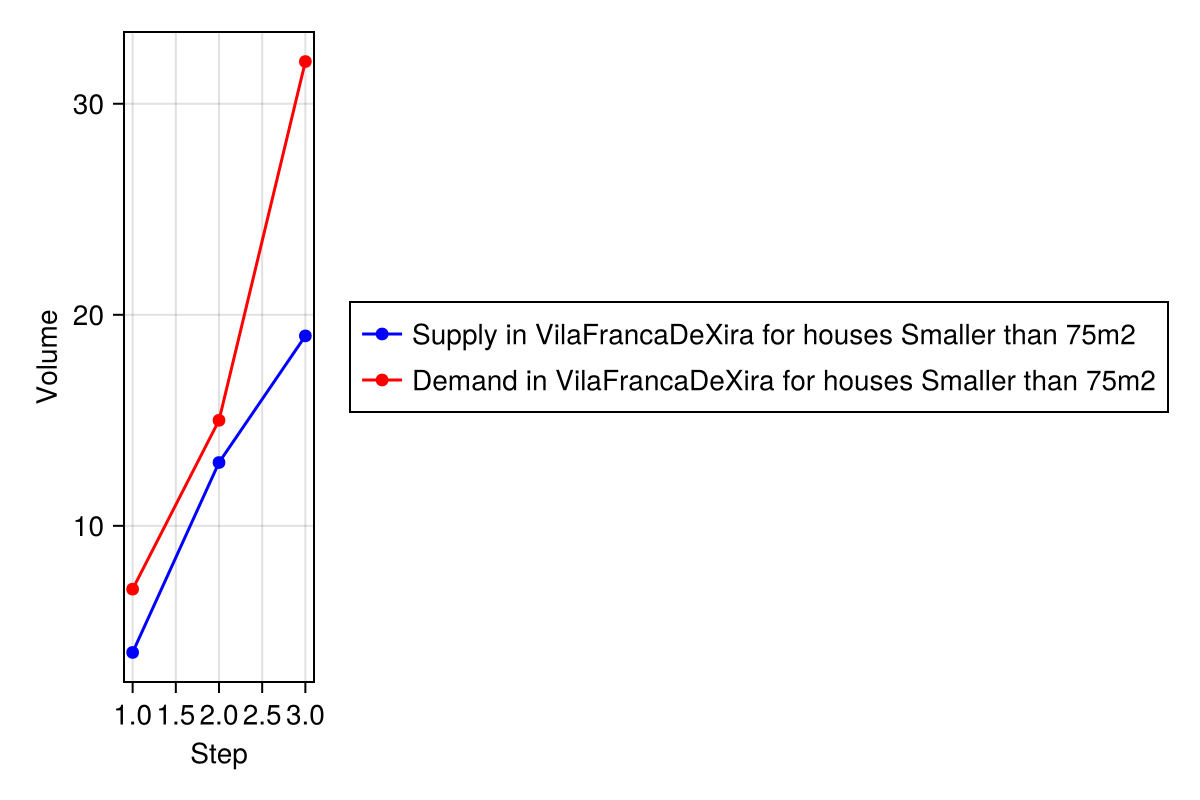 30
20
10
Volume
1.0 1.5 2.0 2.5 3.0
Step
Supply in VilaFrancaDeXira for houses Smaller than 75m2
Demand in VilaFrancaDeXira for houses Smaller than 75m2